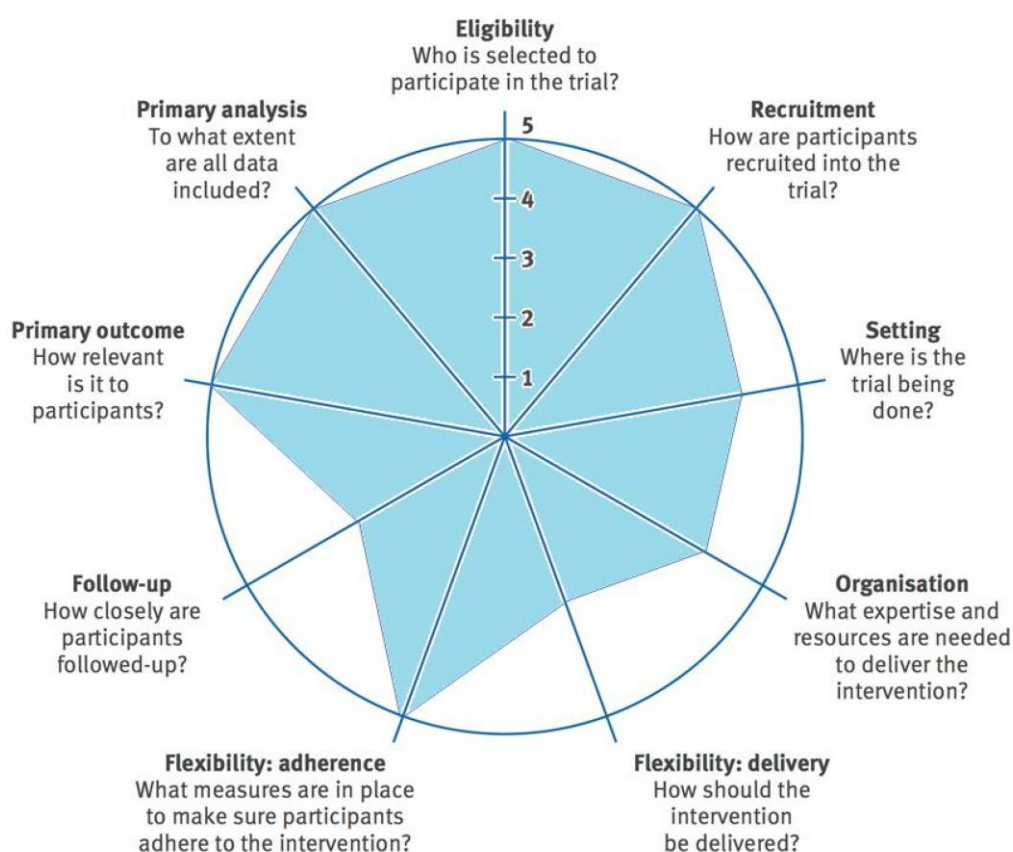 Eligibility
Who is selected to
participate in the trial?
Recruitment
How are participants
recruited into the
trial?
Setting
Where is the
trial being
done?
Organisation
What expertise and
resources are needed
to deliver the
intervention?
Flexibility: delivery
How should the
intervention
be delivered?
Flexibility: adherence
What measures are in place
to make sure participants
adhere to the intervention?
Follow-up
How closely are
participants
followed-up?
Primary outcome
How relevant
is it to
participants?
Primary analysis
To what extent
are all data
included?
5
4
3
2
1